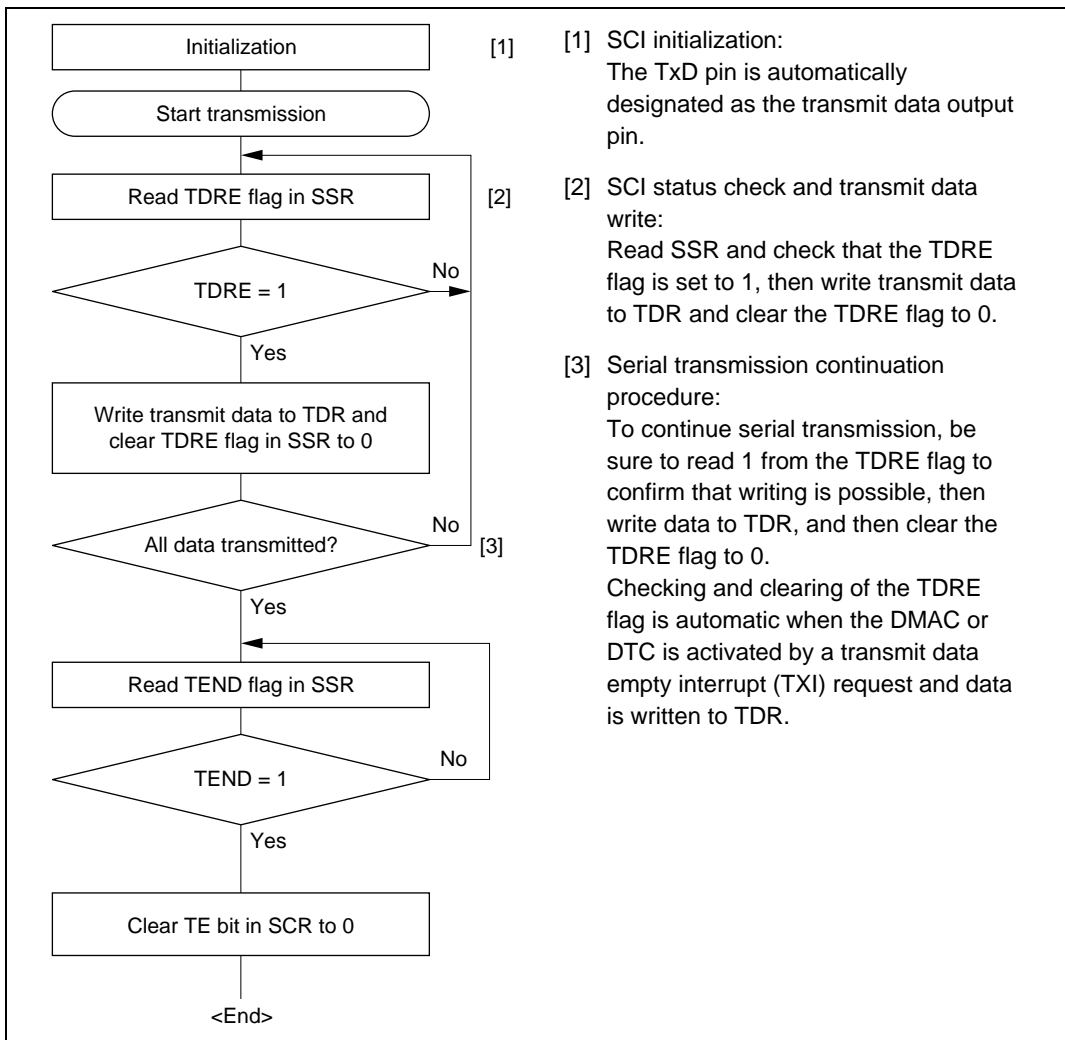 Initialization
[1]
Start transmission
Read TDRE flag in SSR
[2]
No
TDRE = 1
Yes
Write transmit data to TDR and
clear TDRE flag in SSR to 0
No
All data transmitted?
[3]
Yes
Read TEND flag in SSR
No
TEND = 1
Yes
Clear TE bit in SCR to 0
<End>
[1] SCI initialization:
The TxD pin is automatically
designated as the transmit data output
pin.
[2] SCI status check and transmit data
write:
Read SSR and check that the TDRE
flag is set to 1, then write transmit data
to TDR and clear the TDRE flag to 0.
[3] Serial transmission continuation
procedure:
To continue serial transmission, be
sure to read 1 from the TDRE flag to
confirm that writing is possible, then
write data to TDR, and then clear the
TDRE flag to 0.
Checking and clearing of the TDRE
flag is automatic when the DMAC or
DTC is activated by a transmit data
empty interrupt (TXI) request and data
is written to TDR.